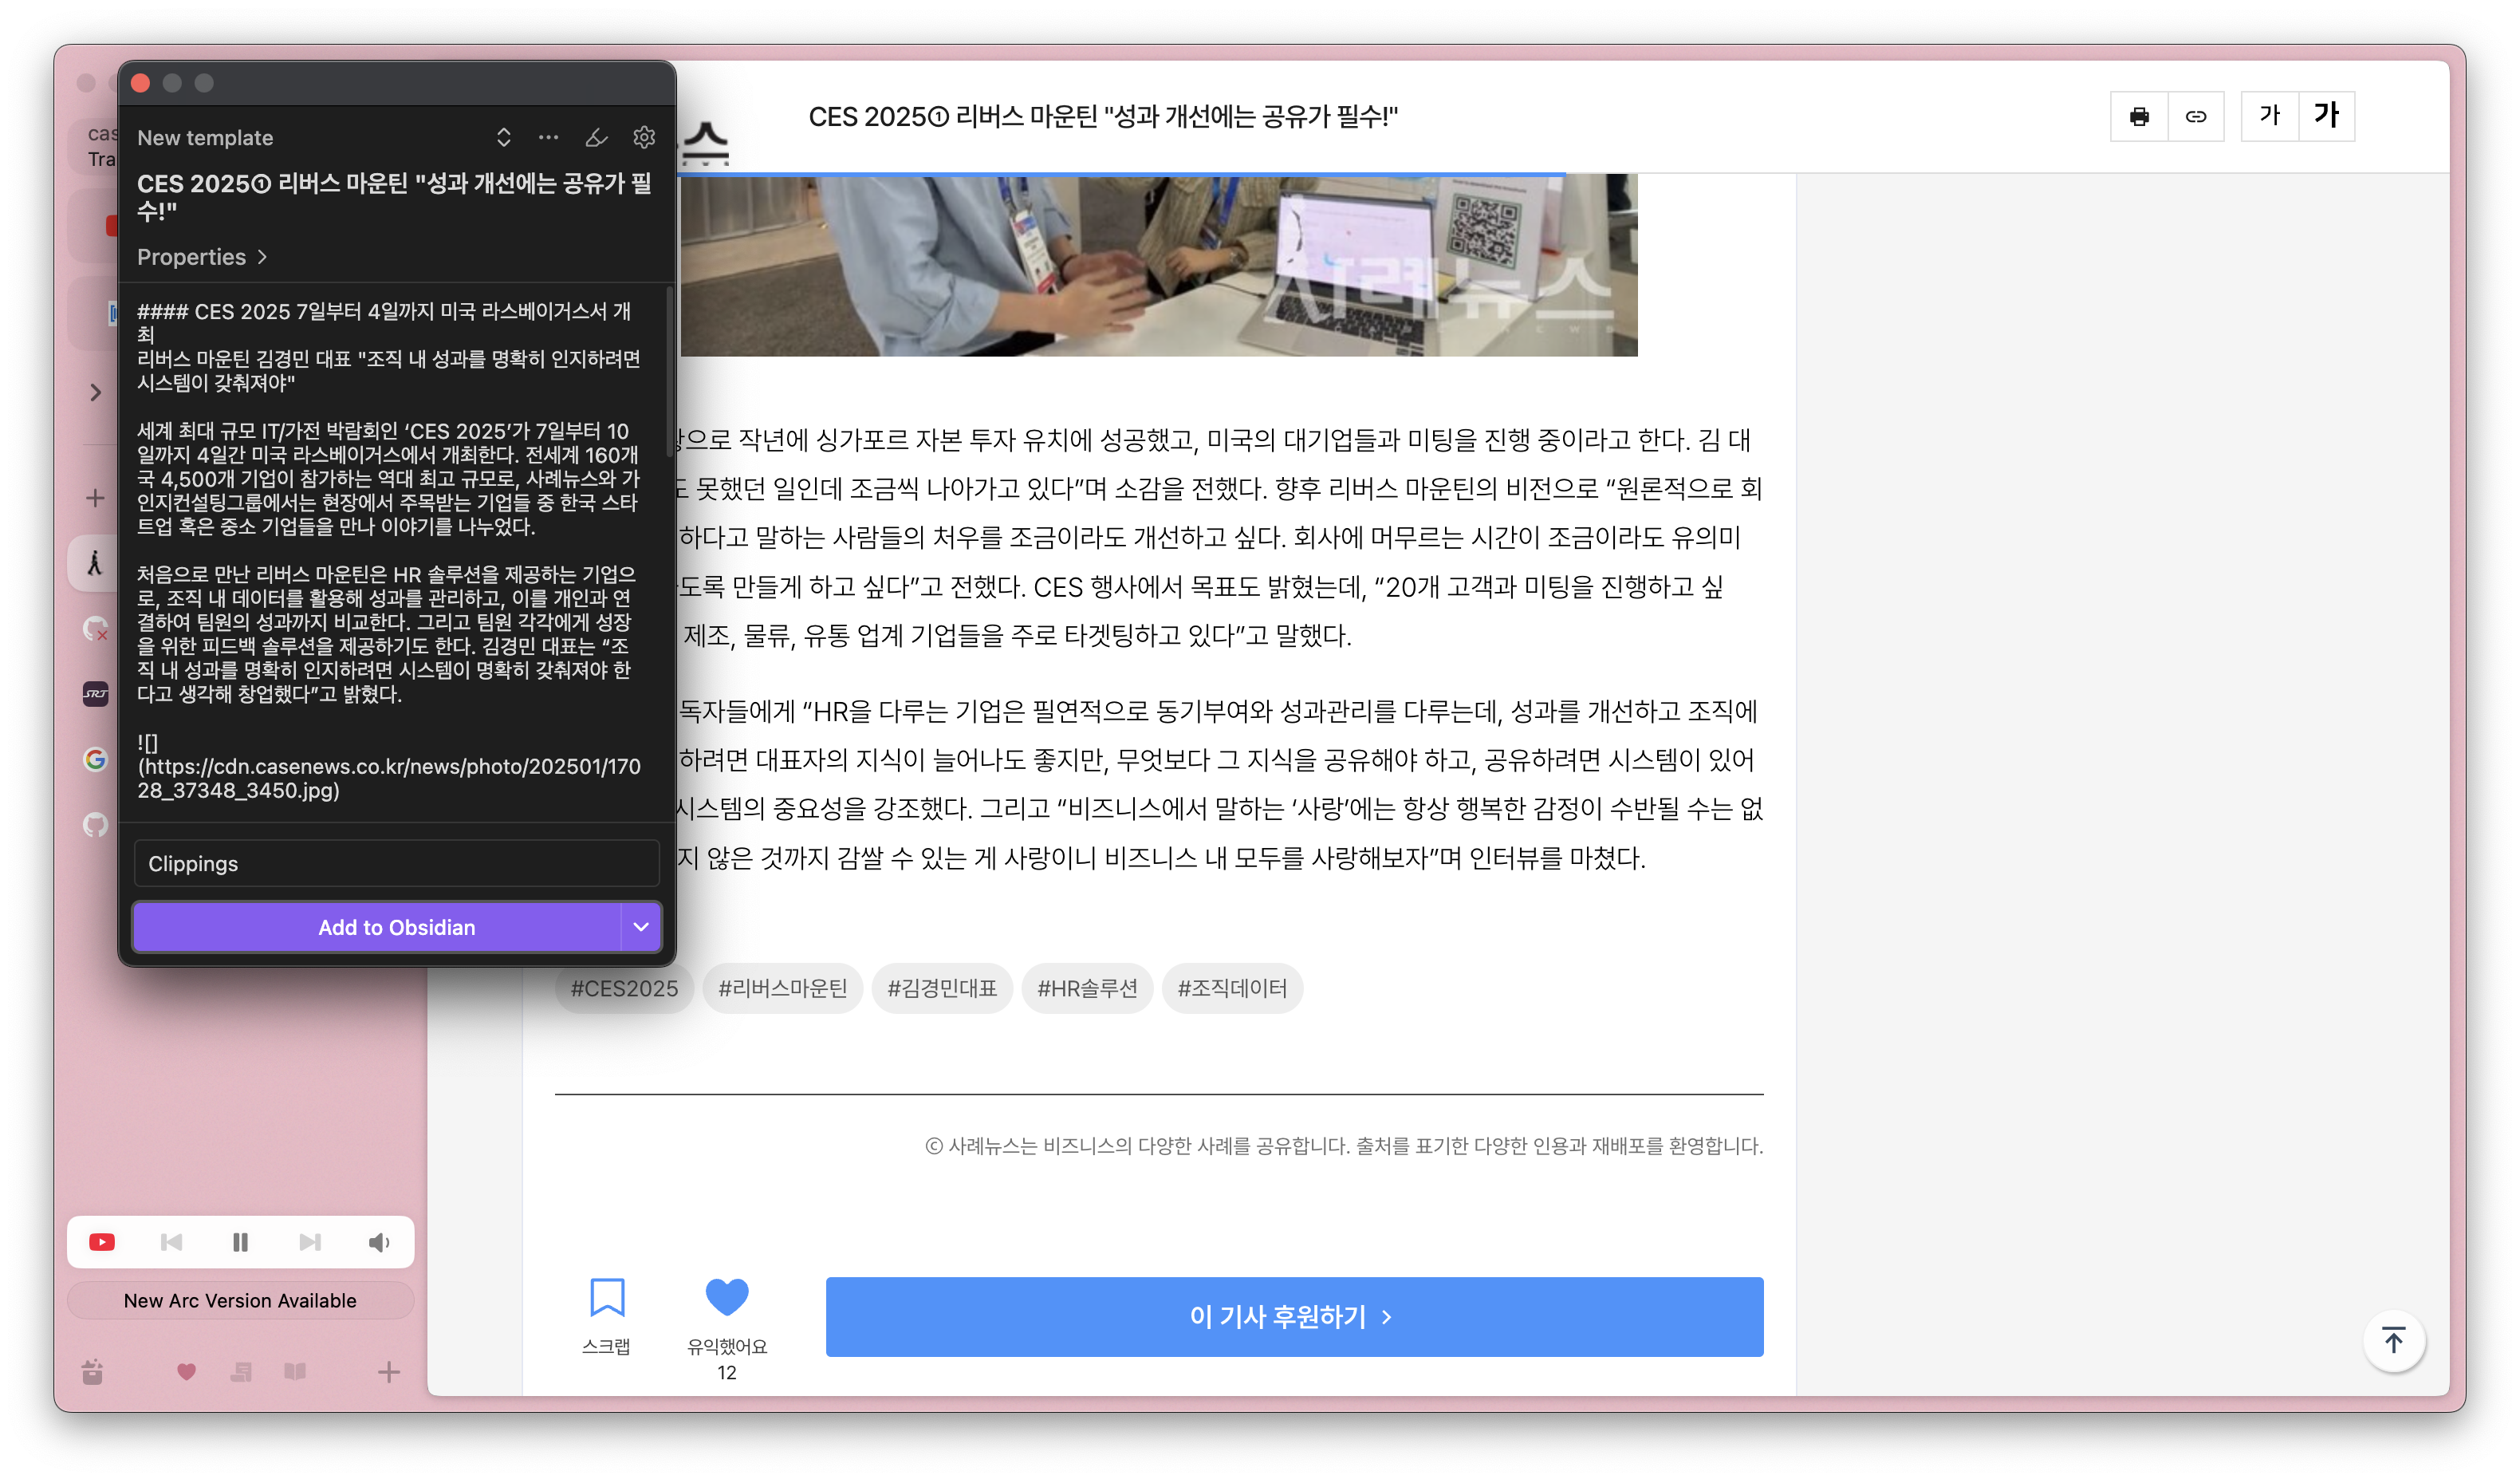 cas
Tra
New Arc Version Available
New template
CES 2025① 리버스 마운틴 "성과 개선에는 공유가 필
수!"
Properties
#### CES 2025 7일부터 4일까지 미국 라스베이거스서 개
최
리버스 마운틴 김경민 대표 "조직 내 성과를 명확히 인지하려면
시스템이 갖춰져야"
세계 최대 규모 IT/가전 박람회인 ‘CES 2025’가 7일부터 10
일까지 4일간 미국 라스베이거스에서 개최한다. 전세계 160개
국 4,500개 기업이 참가하는 역대 최고 규모로, 사례뉴스와 가
인지컨설팅그룹에서는 현장에서 주목받는 기업들 중 한국 스타
트업 혹은 중소 기업들을 만나 이야기를 나누었다.
처음으로 만난 리버스 마운틴은 HR 솔루션을 제공하는 기업으
로, 조직 내 데이터를 활용해 성과를 관리하고, 이를 개인과 연
결하여 팀원의 성과까지 비교한다. 그리고 팀원 각각에게 성장
을 위한 피드백 솔루션을 제공하기도 한다. 김경민 대표는 “조
직 내 성과를 명확히 인지하려면 시스템이 명확히 갖춰져야 한
다고 생각해 창업했다”고 밝혔다.
![]
(https://cdn.casenews.co.kr/news/photo/202501/170
28_37348_3450.jpg)
Clippings
Add to Obsidian
스
CES 2025① 리버스 마운틴 "성과 개선에는 공유가 필수!"
가 가
사례뉴스
C A S E N E W S
으로 작년에 싱가포르 자본 투자 유치에 성공했고, 미국의 대기업들과 미팅을 진행 중이라고 한다. 김 대
도 못했던 일인데 조금씩 나아가고 있다”며 소감을 전했다. 향후 리버스 마운틴의 비전으로 “원론적으로 회
하다고 말하는 사람들의 처우를 조금이라도 개선하고 싶다. 회사에 머무르는 시간이 조금이라도 유의미
도록 만들게 하고 싶다”고 전했다. CES 행사에서 목표도 밝혔는데, “20개 고객과 미팅을 진행하고 싶
제조, 물류, 유통 업계 기업들을 주로 타겟팅하고 있다”고 말했다.
독자들에게 “HR을 다루는 기업은 필연적으로 동기부여와 성과관리를 다루는데, 성과를 개선하고 조직에
하려면 대표자의 지식이 늘어나도 좋지만, 무엇보다 그 지식을 공유해야 하고, 공유하려면 시스템이 있어
시스템의 중요성을 강조했다. 그리고 “비즈니스에서 말하는 ‘사랑’에는 항상 행복한 감정이 수반될 수는 없
지 않은 것까지 감쌀 수 있는 게 사랑이니 비즈니스 내 모두를 사랑해보자”며 인터뷰를 마쳤다.
#CES2025 #리버스마운틴 #김경민대표 #HR솔루션 #조직데이터
ⓒ 사례뉴스는 비즈니스의 다양한 사례를 공유합니다. 출처를 표기한 다양한 인용과 재배포를 환영합니다.
스크랩
유익했어요
12
이 기사 후원하기
SRT